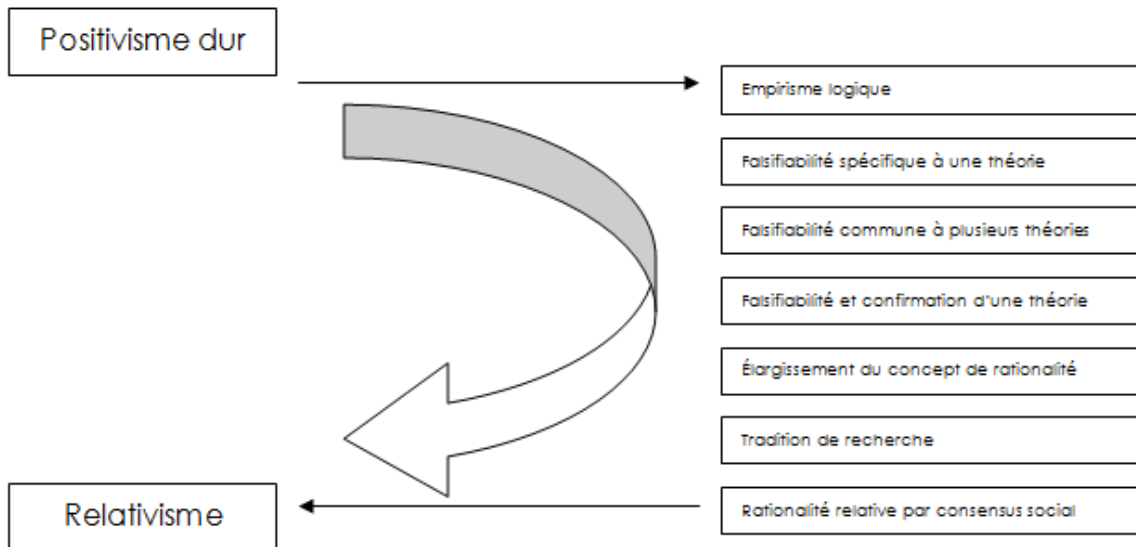 Positivisme dur
Empirisme logique
Falsifiabilité spécifique à une théorie
Falsifiabilité commune à plusieurs théories
Falsifiabilité et confirmation d'une théorie
Élargissement du concept de rationalité
Tradition de recherche
Relativisme
Rationalité relative par consensus social